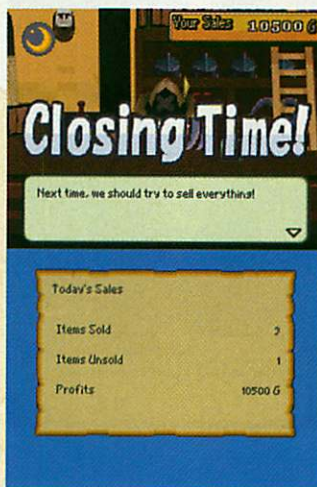 Your Sales 10500 G
Closing Time!
Next time, we should try to sell everything!
Today's Sales
Items Sold 2
Items Unsold 1
Profits 10500 G